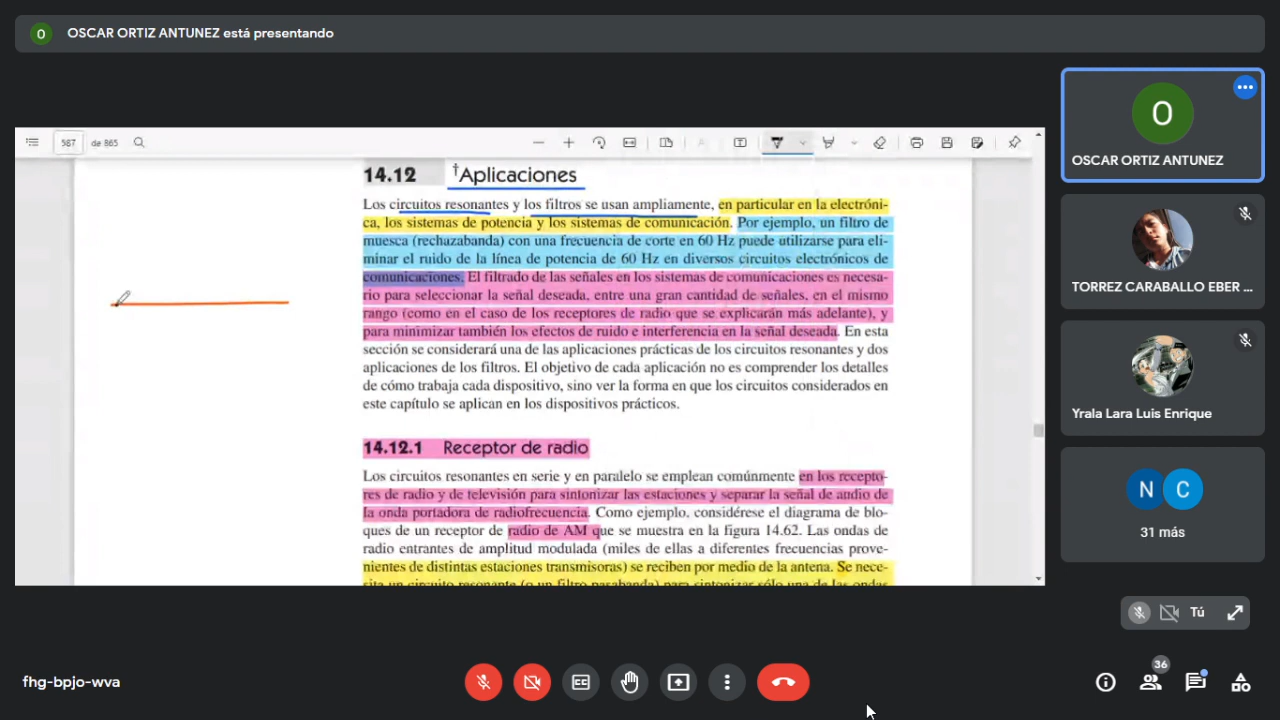 O OSCAR ORTIZ ANTUNEZ está presentando
587 de 865
14.12 †Aplicaciones
Los circuitos resonantes y los filtros se usan ampliamente, en particular en la electróni-
ca, los sistemas de potencia y los sistemas de comunicación. Por ejemplo, un filtro de
muesca (rechazabanda) con una frecuencia de corte en 60 Hz puede utilizarse para eli-
minar el ruido de la línea de potencia de 60 Hz en diversos circuitos electrónicos de
comunicaciones. El filtrado de las señales en los sistemas de comunicaciones es necesa-
rio para seleccionar la señal deseada, entre una gran cantidad de señales, en el mismo
rango (como en el caso de los receptores de radio que se explicarán más adelante), y
para minimizar también los efectos de ruido e interferencia en la señal deseada. En esta
sección se considerará una de las aplicaciones prácticas de los circuitos resonantes y dos
aplicaciones de los filtros. El objetivo de cada aplicación no es comprender los detalles
de cómo trabaja cada dispositivo, sino ver la forma en que los circuitos considerados en
este capítulo se aplican en los dispositivos prácticos.
14.12.1 Receptor de radio
Los circuitos resonantes en serie y en paralelo se emplean comúnmente en los recepto-
res de radio y de televisión para sintonizar las estaciones y separar la señal de audio de
la onda portadora de radiofrecuencia. Como ejemplo, considérese el diagrama de blo-
ques de un receptor de radio de AM que se muestra en la figura 14.62. Las ondas de
radio entrantes de amplitud modulada (miles de ellas a diferentes frecuencias prove-
nientes de distintas estaciones transmisoras) se reciben por medio de la antena. Se nece-
sita un circuito resonante (o un filtro pasabanda) para sintonizar sólo una de las ondas
O
OSCAR ORTIZ ANTUNEZ
TORREZ CARABALLO EBER ...
Yrala Lara Luis Enrique
N C
31 más
Tú
fhg-bpjo-wva
36